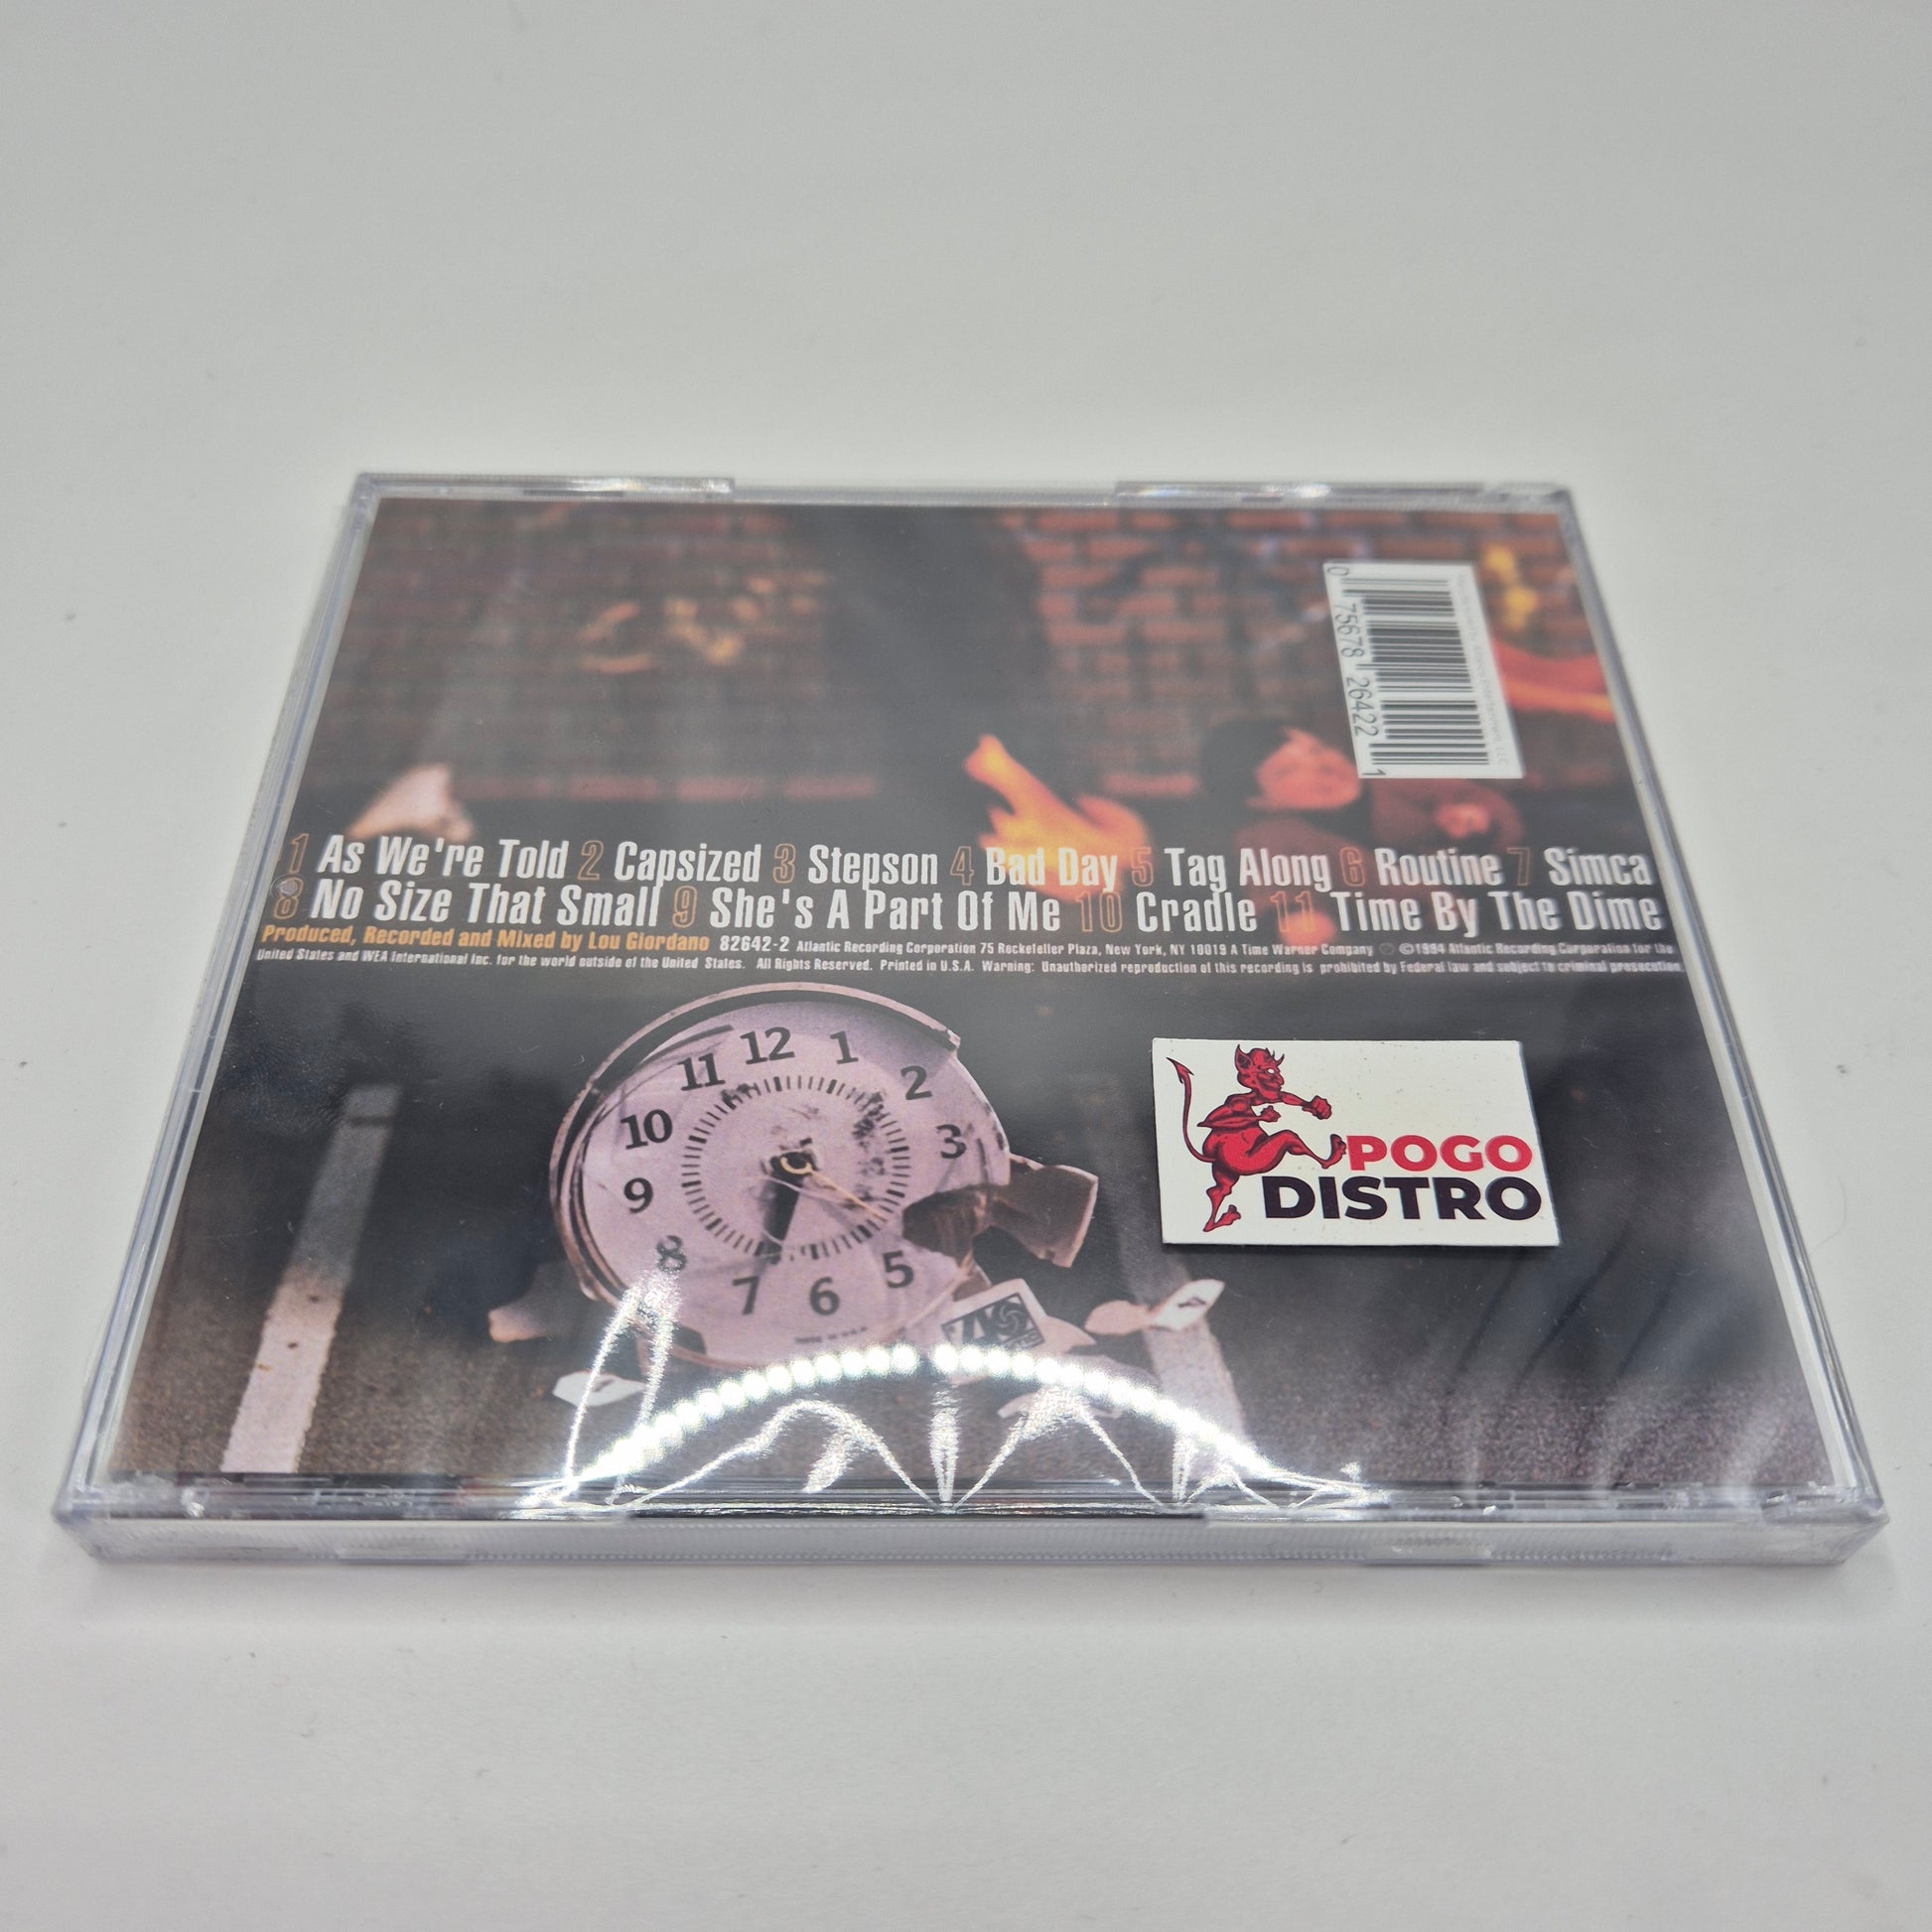 0 75678 26422 1
1 As We're Told 2 Capsized 3 Stepson 4 Bad Day 5 Tag Along 6 Routine 7 Simca
8 No Size That Small 9 She's A Part Of Me 10 Cradle 11 Time By The Dime
Produced, Recorded and Mixed by Lou Giordano 82642-2 Atlantic Recording Corporation 75 Rockefeller Plaza, New York, NY 10019 A Time Warner Company ℗ ©1994 Atlantic Recording Corporation for the
United States and WEA International Inc. for the world outside of the United States. All Rights Reserved. Printed in U.S.A. Warning: Unauthorized reproduction of this recording is prohibited by Federal law and subject to criminal prosecution.
12
11 1
10 2
9 3
8
7 6 5
POGO
DISTRO